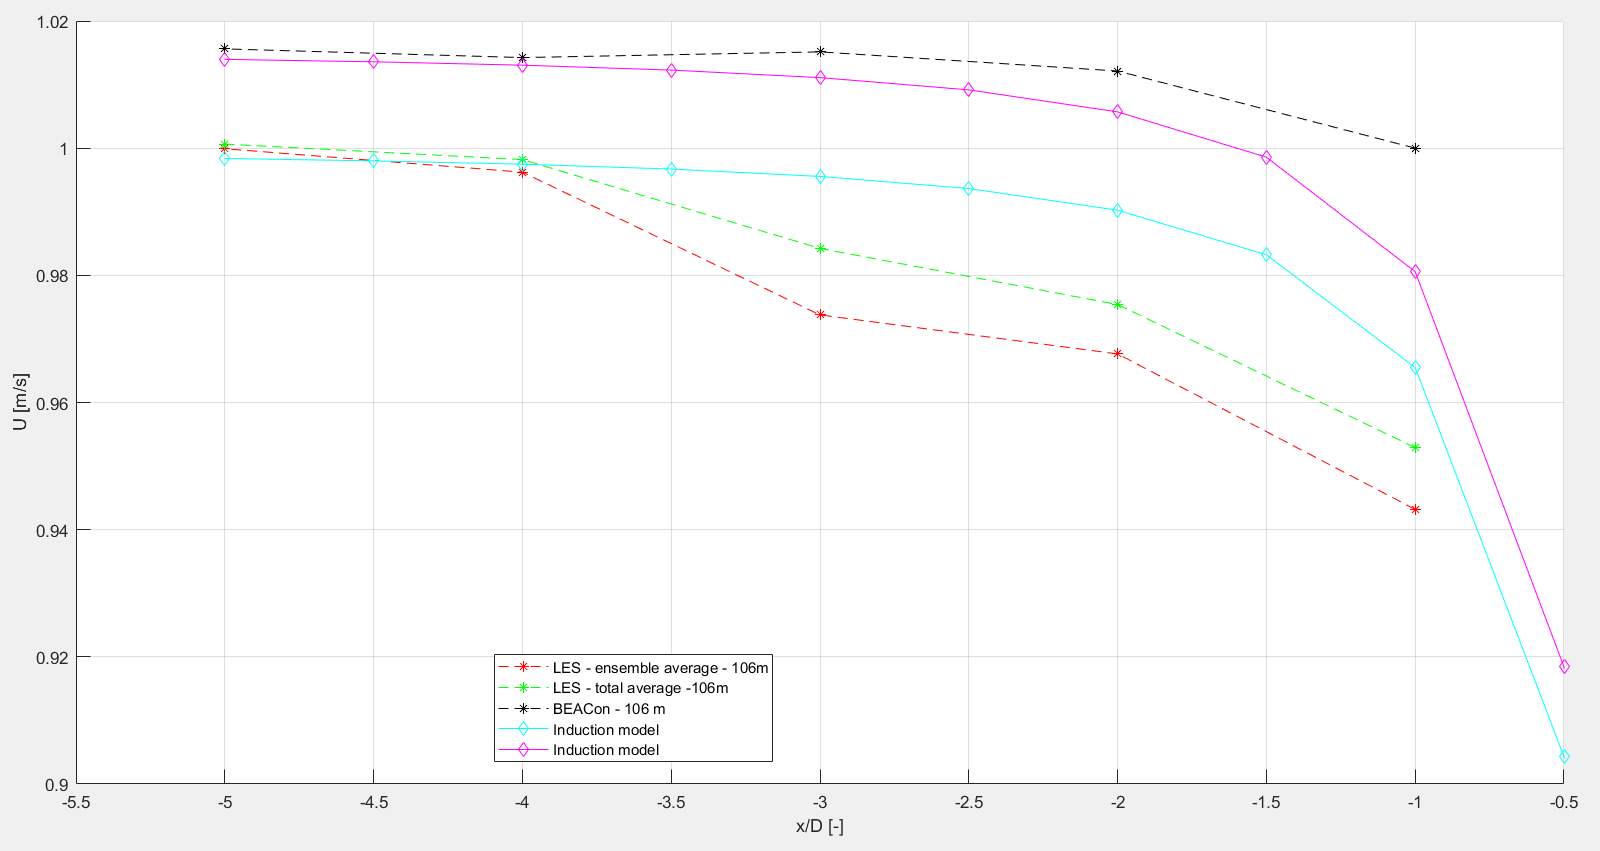 1.02
1
0.98
0.96
0.94
0.92
0.9
U [m/s]
LES - ensemble average - 106m
LES - total average -106m
BEACon - 106 m
Induction model
Induction model
-5.5 -5 -4.5 -4 -3.5 -3 -2.5 -2 -1.5 -1 -0.5
x/D [-]